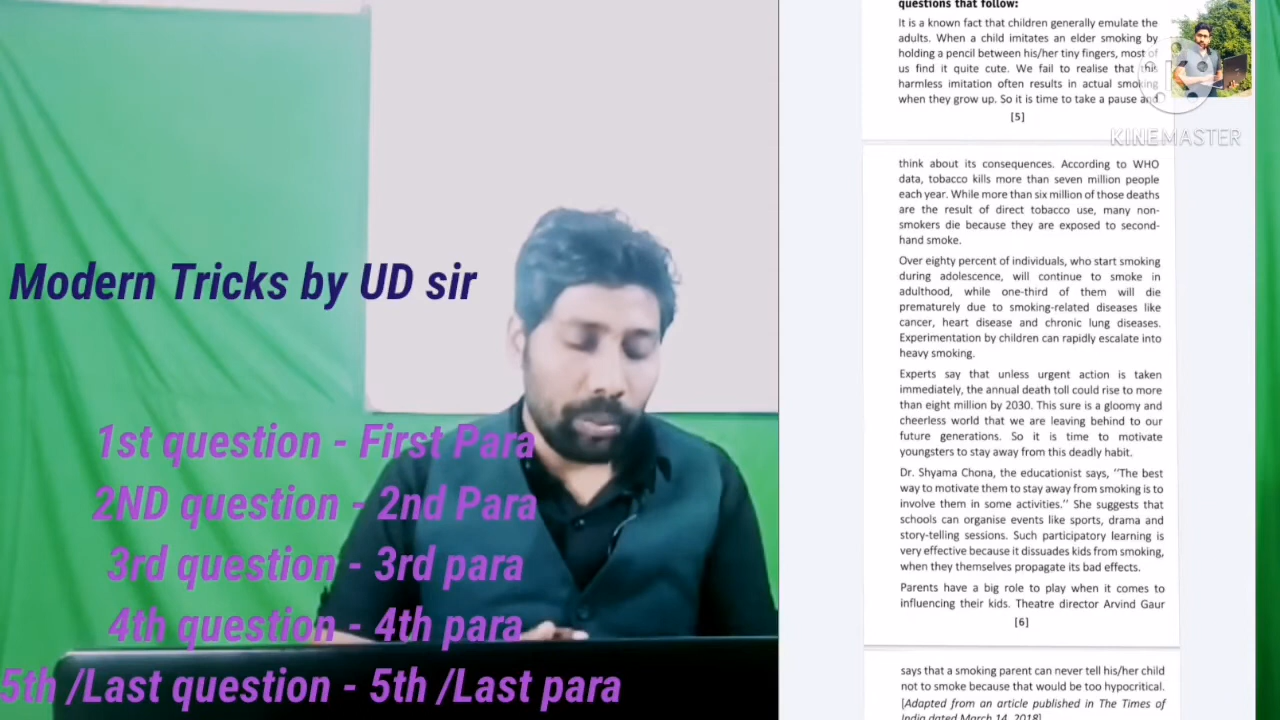 Modern Tricks by UD sir
1st question - First Para
2ND question - 2nd Para
3rd question - 3rd para
4th question - 4th para
5th /Last question - 5th /Last para
questions that follow:
It is a known fact that children generally emulate the
adults. When a child imitates an elder smoking by
holding a pencil between his/her tiny fingers, most of
us find it quite cute. We fail to realise that this
harmless imitation often results in actual smoking
when they grow up. So it is time to take a pause and
[5]
KINEMASTER
think about its consequences. According to WHO
data, tobacco kills more than seven million people
each year. While more than six million of those deaths
are the result of direct tobacco use, many non-
smokers die because they are exposed to second-
hand smoke.
Over eighty percent of individuals, who start smoking
during adolescence, will continue to smoke in
adulthood, while one-third of them will die
prematurely due to smoking-related diseases like
cancer, heart disease and chronic lung diseases.
Experimentation by children can rapidly escalate into
heavy smoking.
Experts say that unless urgent action is taken
immediately, the annual death toll could rise to more
than eight million by 2030. This sure is a gloomy and
cheerless world that we are leaving behind to our
future generations. So it is time to motivate
youngsters to stay away from this deadly habit.
Dr. Shyama Chona, the educationist says, "The best
way to motivate them to stay away from smoking is to
involve them in some activities." She suggests that
schools can organise events like sports, drama and
story-telling sessions. Such participatory learning is
very effective because it dissuades kids from smoking,
when they themselves propagate its bad effects.
Parents have a big role to play when it comes to
influencing their kids. Theatre director Arvind Gaur
[6]
says that a smoking parent can never tell his/her child
not to smoke because that would be too hypocritical.
[Adapted from an article published in The Times of
India dated March 14, 2018]